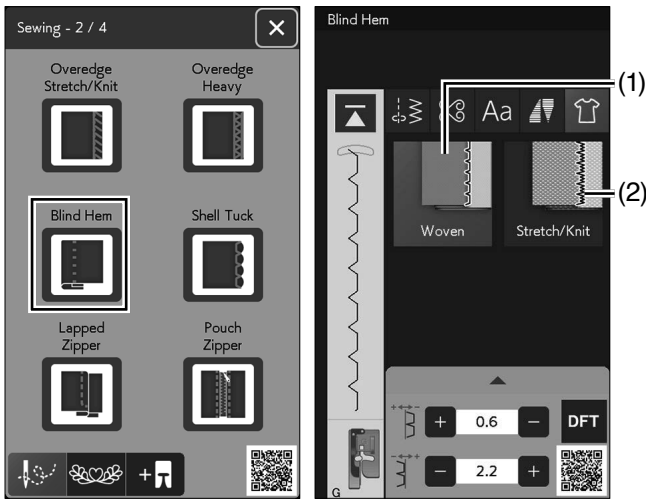 Sewing - 2 / 4
Overedge
Stretch/Knit
Overedge
Heavy
Blind Hem
Shell Tuck
Lapped
Zipper
Pouch
Zipper
Blind Hem
Aa
Woven
Stretch/Knit
+ 0.6 −
DFT
− 2.2 +
G
(1)
(2)